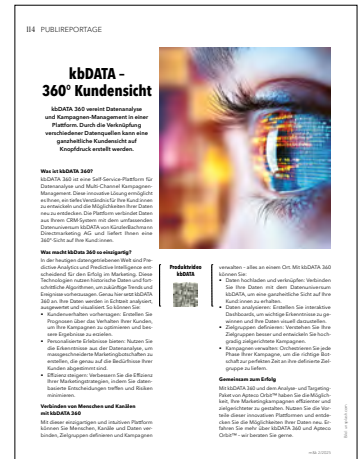 114 PUBLIREPORTAGE
kbDATA –
360° Kundensicht
kbDATA 360 vereint Datenanalyse
und Kampagnen-Management in einer
Plattform. Durch die Verknüpfung
verschiedener Datenquellen kann eine
ganzheitliche Kundensicht auf
Knopfdruck erstellt werden.
Was ist kbDATA 360?
kbDATA 360 ist eine Self-Service-Plattform für
Datenanalyse und Multi-Channel Kampagnen-
Management. Diese innovative Lösung ermöglicht
es Ihnen, ein tiefes Verständnis für Ihre Kund:innen
zu entwickeln und die Möglichkeiten Ihrer Daten
neu zu entdecken. Die Plattform verbindet Daten
aus Ihrem CRM-System mit dem umfassenden
Datenuniversum kbDATA von KünzlerBachmann
Directmarketing AG und liefert Ihnen eine
360°-Sicht auf Ihre Kund:innen.
Was macht kbDATA 360 so einzigartig?
In der heutigen datengetriebenen Welt sind Pre-
dictive Analytics und Predictive Intelligence ent-
scheidend für den Erfolg im Marketing. Diese
Technologien nutzen historische Daten und fort-
schrittliche Algorithmen, um zukünftige Trends und
Ereignisse vorherzusagen. Genau hier setzt kbDATA
360 an. Ihre Daten werden in Echtzeit analysiert,
ausgewertet und visualisiert. So können Sie:
• Kundenverhalten vorhersagen: Erstellen Sie
Prognosen über das Verhalten Ihrer Kunden,
um Ihre Kampagnen zu optimieren und bes-
sere Ergebnisse zu erzielen.
• Personalisierte Erlebnisse bieten: Nutzen Sie
die Erkenntnisse aus der Datenanalyse, um
massgeschneiderte Marketingbotschaften zu
erstellen, die genau auf die Bedürfnisse Ihrer
Kunden abgestimmt sind.
• Effizienz steigern: Verbessern Sie die Effizienz
Ihrer Marketingstrategien, indem Sie daten-
basierte Entscheidungen treffen und Risiken
minimieren.
Verbinden von Menschen und Kanälen
mit kbDATA 360
Mit dieser einzigartigen und intuitiven Plattform
können Sie Menschen, Kanäle und Daten ver-
binden, Zielgruppen definieren und Kampagnen
Produktvideo
kbDATA
verwalten – alles an einem Ort. Mit kbDATA 360
können Sie:
• Daten hochladen und verknüpfen: Verbinden
Sie Ihre Daten mit dem Datenuniversum
kbDATA, um eine ganzheitliche Sicht auf Ihre
Kund:innen zu erhalten.
• Daten analysieren: Erstellen Sie interaktive
Dashboards, um wichtige Erkenntnisse zu ge-
winnen und Ihre Daten visuell darzustellen.
• Zielgruppen definieren: Verstehen Sie Ihre
Zielgruppen besser und entwickeln Sie hoch-
gradig zielgerichtete Kampagnen.
• Kampagnen verwalten: Orchestrieren Sie jede
Phase Ihrer Kampagne, um die richtige Bot-
schaft zur perfekten Zeit an Ihre definierte Ziel-
gruppe zu liefern.
Gemeinsam zum Erfolg
Mit kbDATA 360 und dem Analyse- und Targeting-
Paket von Apteco Orbit™ haben Sie die Möglich-
keit, Ihre Marketingkampagnen effizienter und
zielgerichteter zu gestalten. Nutzen Sie die Vor-
teile dieser innovativen Plattformen und entde-
cken Sie die Möglichkeiten Ihrer Daten neu. Er-
fahren Sie mehr über kbDATA 360 und Apteco
Orbit™ – wir beraten Sie gerne.